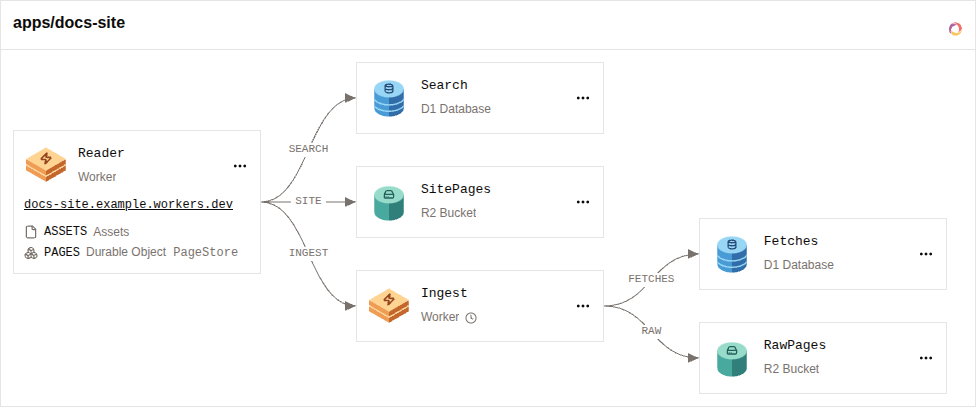 apps/docs-site
Reader
Worker
docs-site.example.workers.dev
ASSETS Assets
PAGES Durable Object PageStore
SEARCH
SITE
INGEST
Search
D1 Database
SitePages
R2 Bucket
Ingest
Worker
FETCHES
RAW
Fetches
D1 Database
RawPages
R2 Bucket